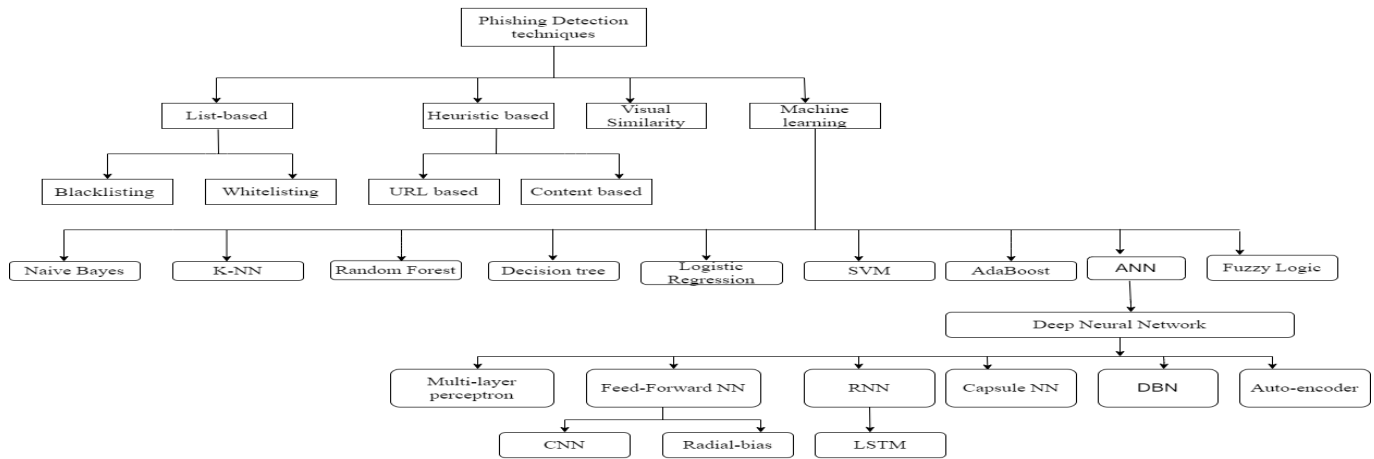 Phishing Detection
techniques
List-based
Heuristic based
Visual
Similarity
Machine
learning
Blacklisting
Whitelisting
URL based
Content based
Naive Bayes
K-NN
Random Forest
Decision tree
Logistic
Regression
SVM
AdaBoost
ANN
Fuzzy Logic
Deep Neural Network
Multi-layer
perceptron
Feed-Forward NN
RNN
Capsule NN
DBN
Auto-encoder
CNN
Radial-bias
LSTM